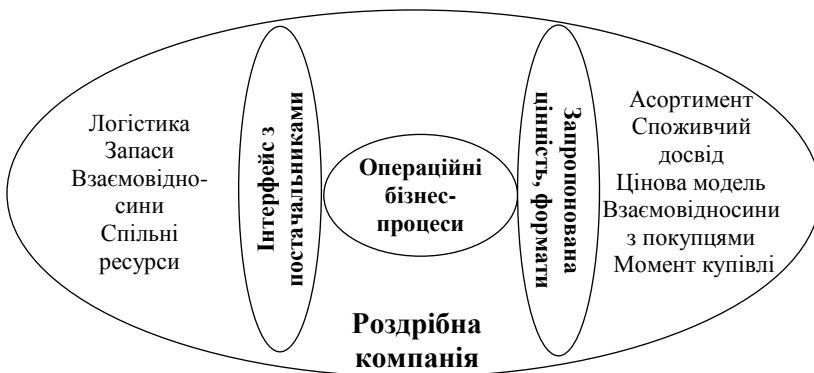 Логістика
Запаси
Взаємовідно-
сини
Спільні
ресурси
Інтерфейс з
постачальниками
Операційні
бізнес-
процеси
Запропонована
цінність, формати
Асортимент
Споживчий
досвід
Цінова модель
Взаємовідносини
з покупцями
Момент купівлі
Роздрібна
компанія